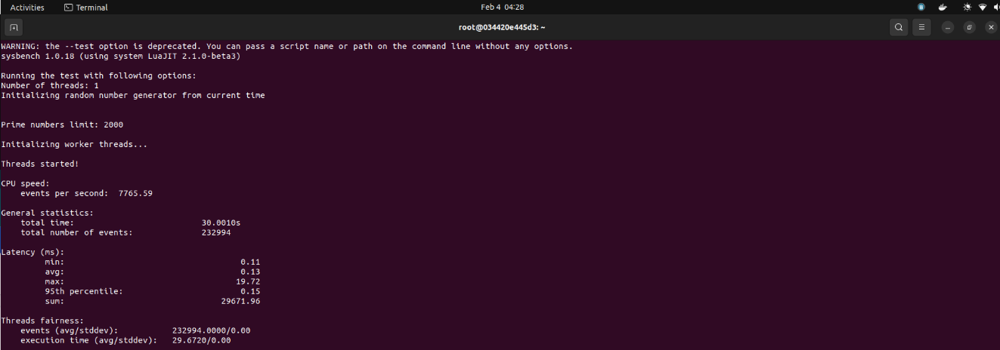 Activities Terminal Feb 4 04:28
root@034420e445d3: ~
WARNING: the --test option is deprecated. You can pass a script name or path on the command line without any options.
sysbench 1.0.18 (using system LuaJIT 2.1.0-beta3)
Running the test with following options:
Number of threads: 1
Initializing random number generator from current time
Prime numbers limit: 2000
Initializing worker threads...
Threads started!
CPU speed:
events per second: 7765.59
General statistics:
total time: 30.0010s
total number of events: 232994
Latency (ms):
min: 0.11
avg: 0.13
max: 19.72
95th percentile: 0.15
sum: 29671.96
Threads fairness:
events (avg/stddev): 232994.0000/0.00
execution time (avg/stddev): 29.6720/0.00